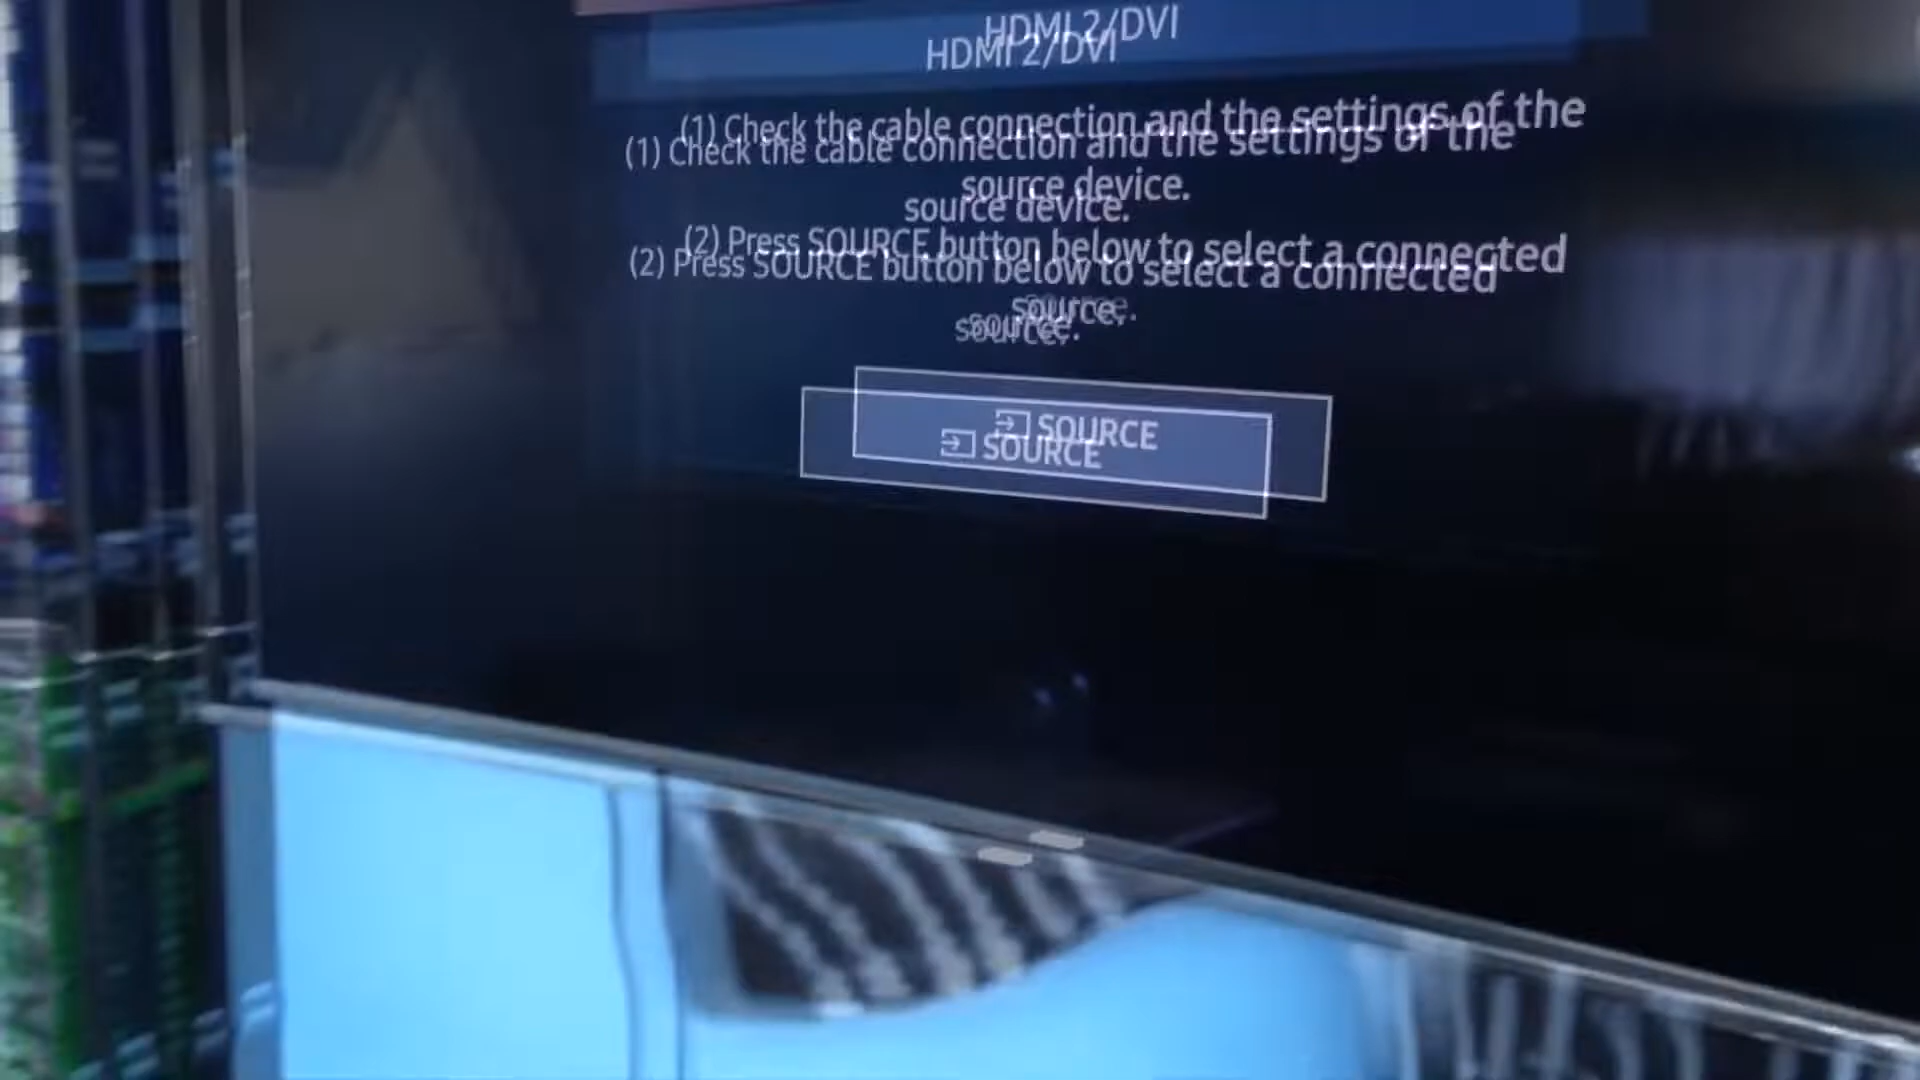 HDMI 2/DVI
(1) Check the cable connection and the settings of the
source device.
(2) Press SOURCE button below to select a connected
source.
SOURCE